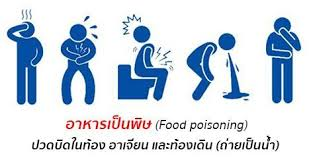 อาหารเป็นพิษ (Food poisoning)
ปวดบิดในท้อง อาเจียน และท้องเดิน (ถ่ายเป็นน้ำ)